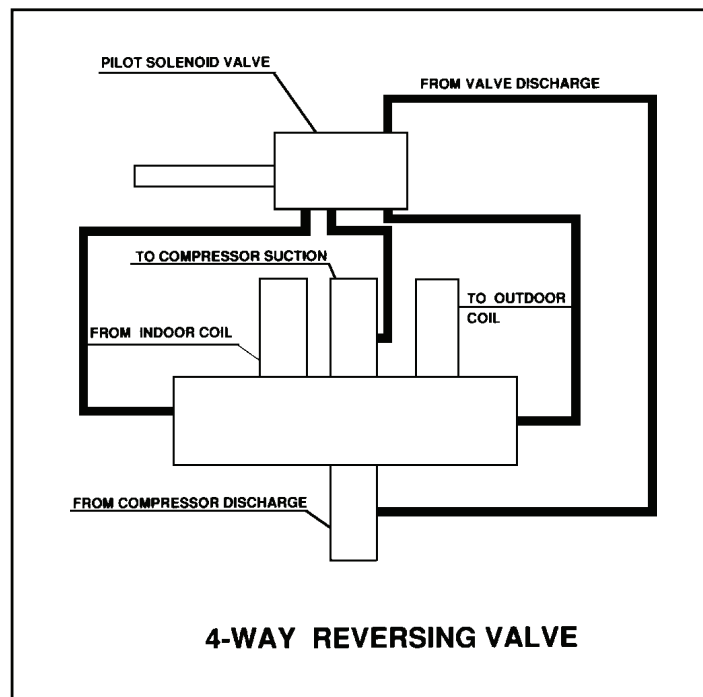 PILOT SOLENOID VALVE
FROM VALVE DISCHARGE
TO COMPRESSOR SUCTION
TO OUTDOOR
COIL
FROM INDOOR COIL
FROM COMPRESSOR DISCHARGE
4-WAY REVERSING VALVE